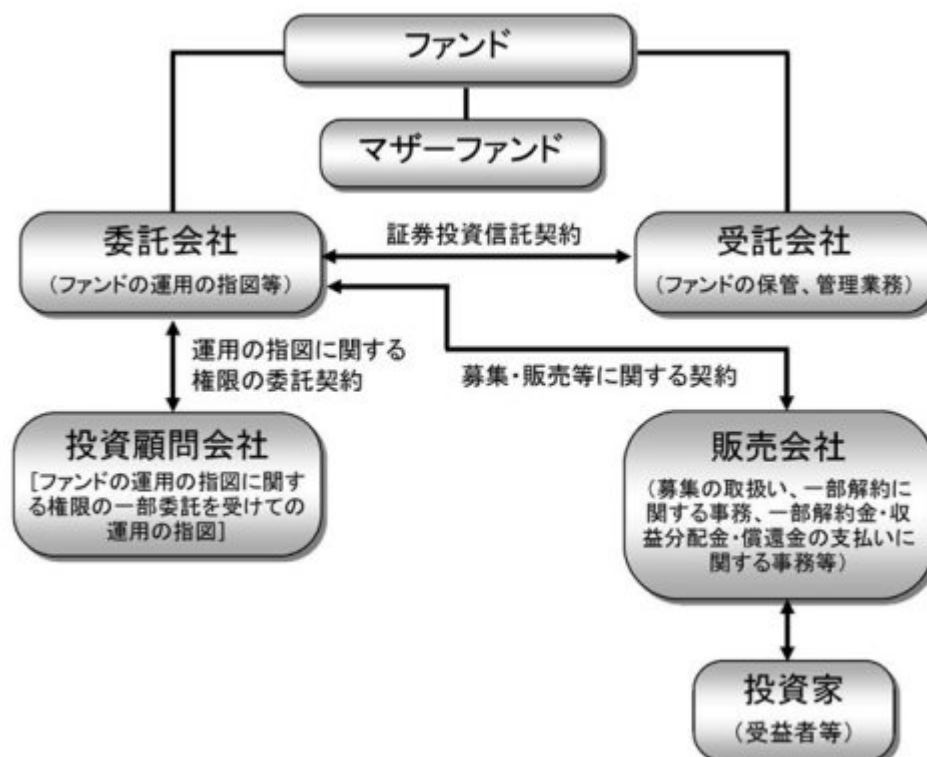 ファンド
マザーファンド
委託会社
（ファンドの運用の指図等）
証券投資信託契約
受託会社
（ファンドの保管、管理業務）
運用の指図に関する
権限の委託契約
募集・販売等に関する契約
投資顧問会社
[ファンドの運用の指図に関す
る権限の一部委託を受けての
運用の指図]
販売会社
（募集の取扱い、一部解約に
関する事務、一部解約金・収
益分配金・償還金の支払いに
関する事務等）
投資家
（受益者等）